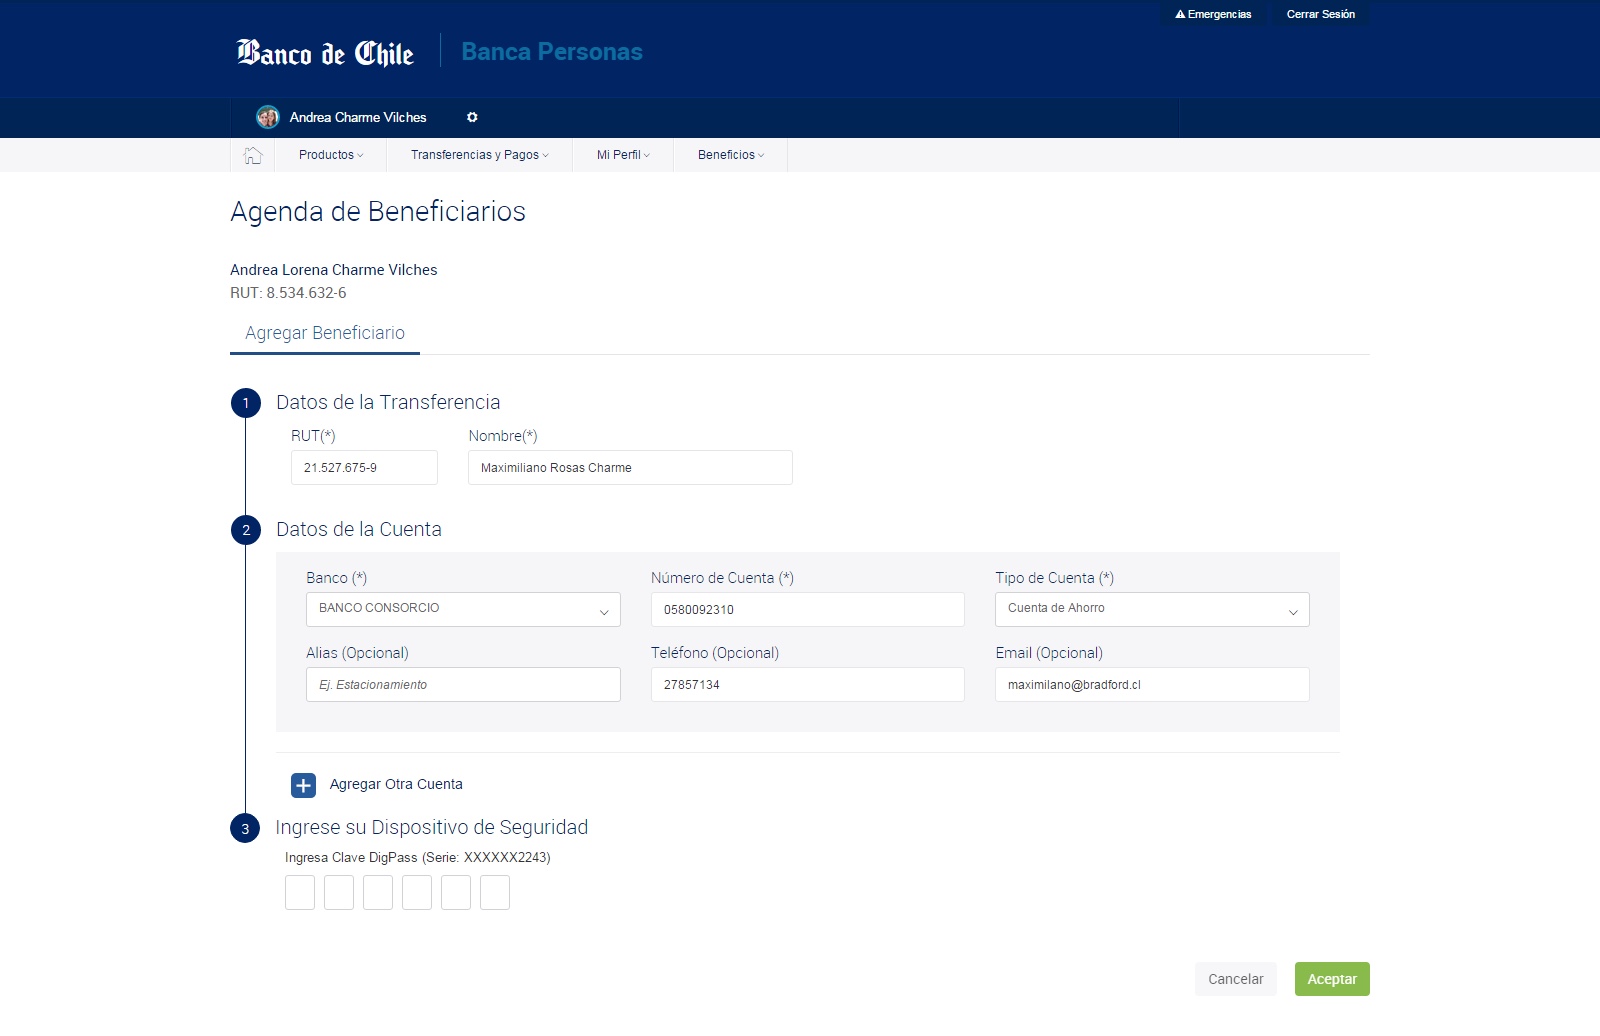 Emergencias Cerrar Sesión
Banco de Chile Banca Personas
Andrea Charme Vilches
Productos Transferencias y Pagos Mi Perfil Beneficios
Agenda de Beneficiarios
Andrea Lorena Charme Vilches
RUT: 8.534.632-6
Agregar Beneficiario
1 Datos de la Transferencia
RUT(*) Nombre(*)
21.527.675-9 Maximiliano Rosas Charme
2 Datos de la Cuenta
Banco (*) Número de Cuenta (*) Tipo de Cuenta (*)
BANCO CONSORCIO 0580092310 Cuenta de Ahorro
Alias (Opcional) Teléfono (Opcional) Email (Opcional)
Ej. Estacionamiento 27857134 maximilano@bradford.cl
Agregar Otra Cuenta
3 Ingrese su Dispositivo de Seguridad
Ingresa Clave DigPass (Serie: XXXXXX2243)
Cancelar Aceptar